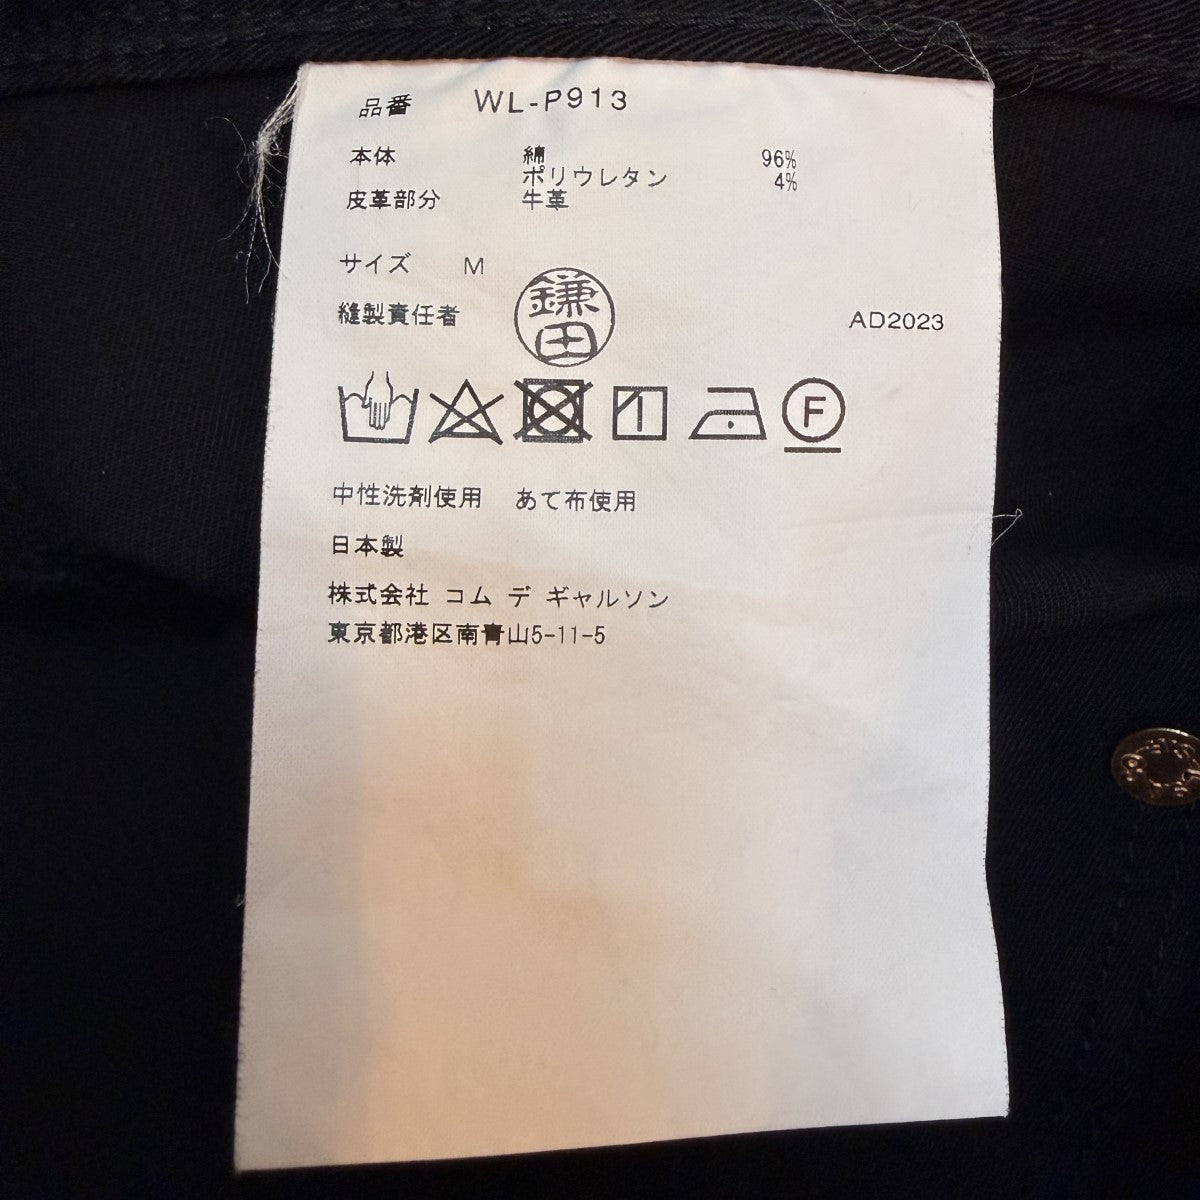 品番 WL-P913
本体 綿 96%
ポリウレタン 4%
皮革部分 牛革
サイズ M
縫製責任者 鎌田 AD2023
F
中性洗剤使用 あて布使用
日本製
株式会社 コム デ ギャルソン
東京都港区南青山5-11-5